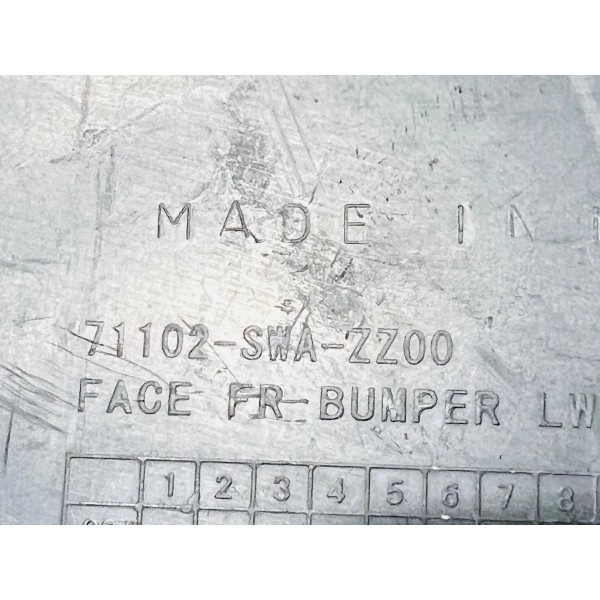 MADE IN
71102-SWA-ZZ00
FACE FR BUMPER LW
1 2 3 4 5 6 7 8